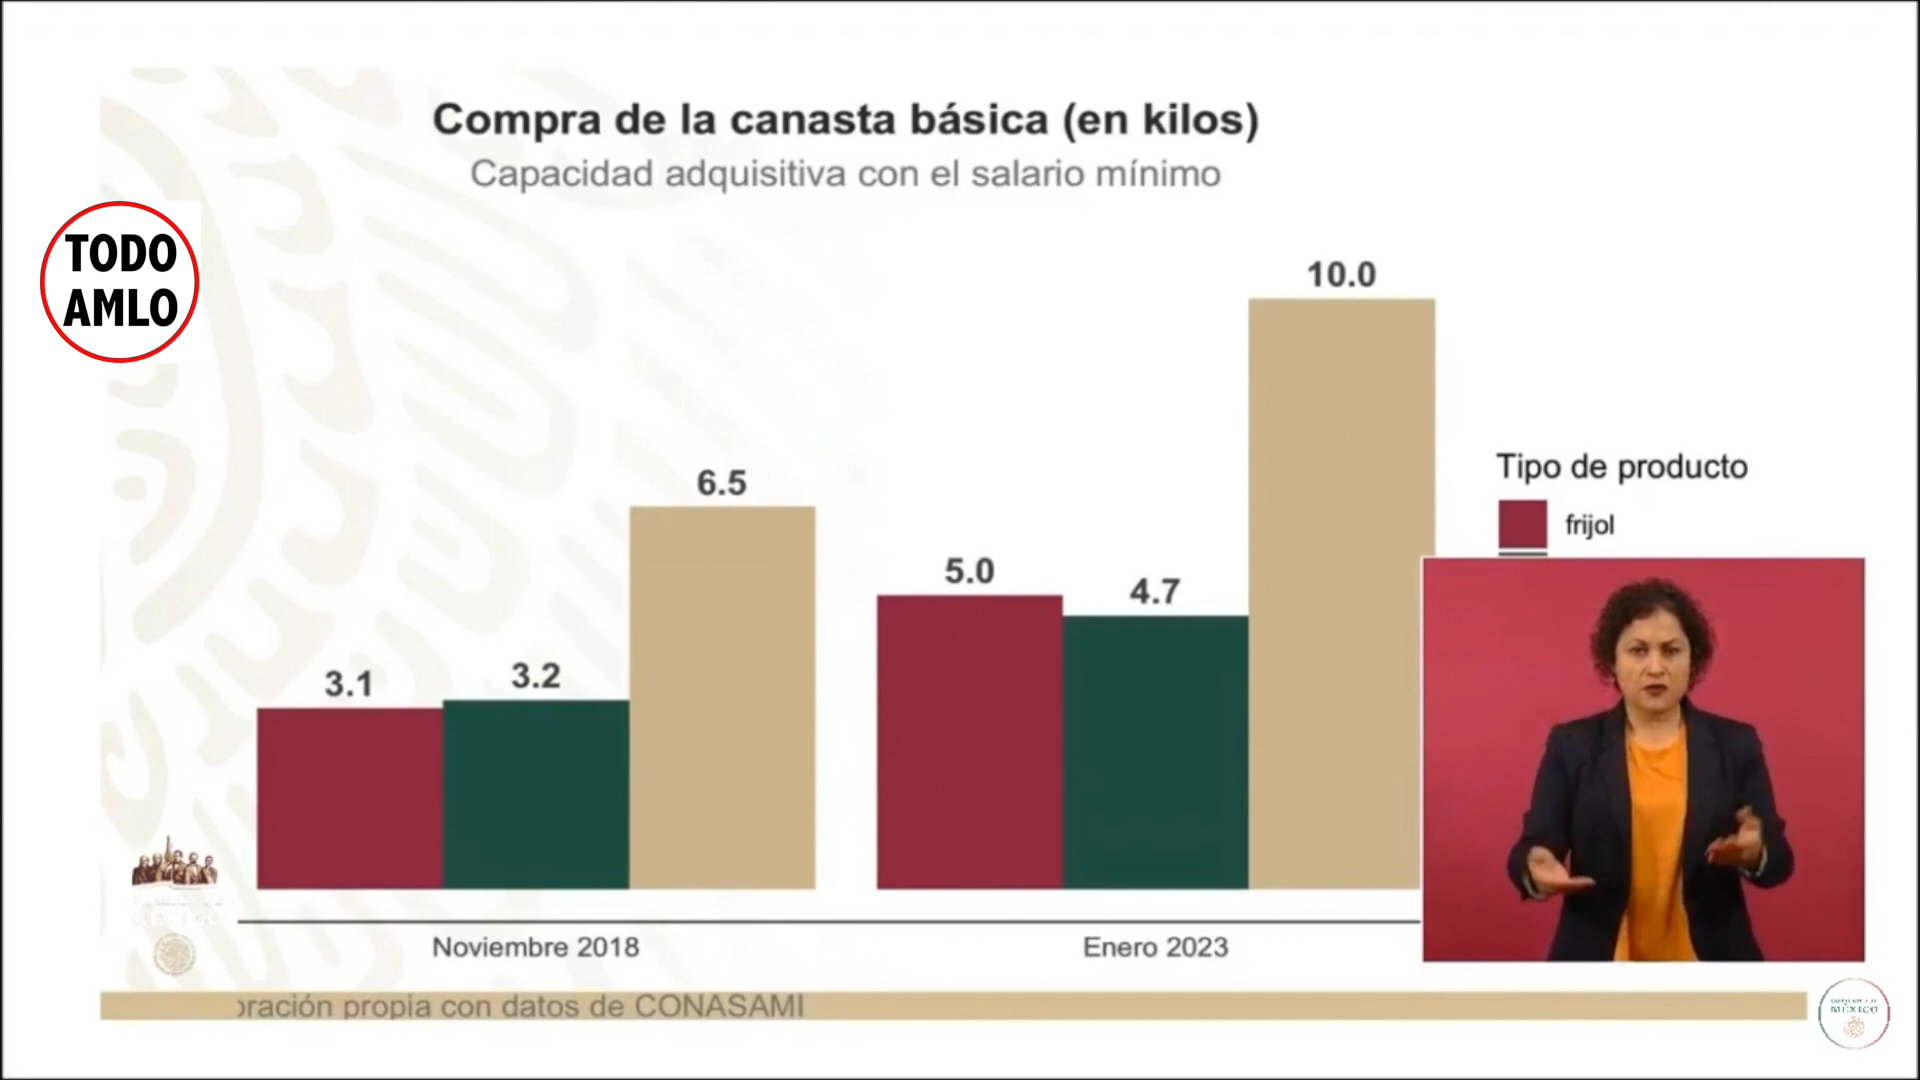 Compra de la canasta básica (en kilos)
Capacidad adquisitiva con el salario mínimo
TODO
AMLO
10.0
6.5
5.0
4.7
3.1
3.2
Tipo de producto
frijol
Noviembre 2018
Enero 2023
oración propia con datos de CONASAMI
MÉXICO